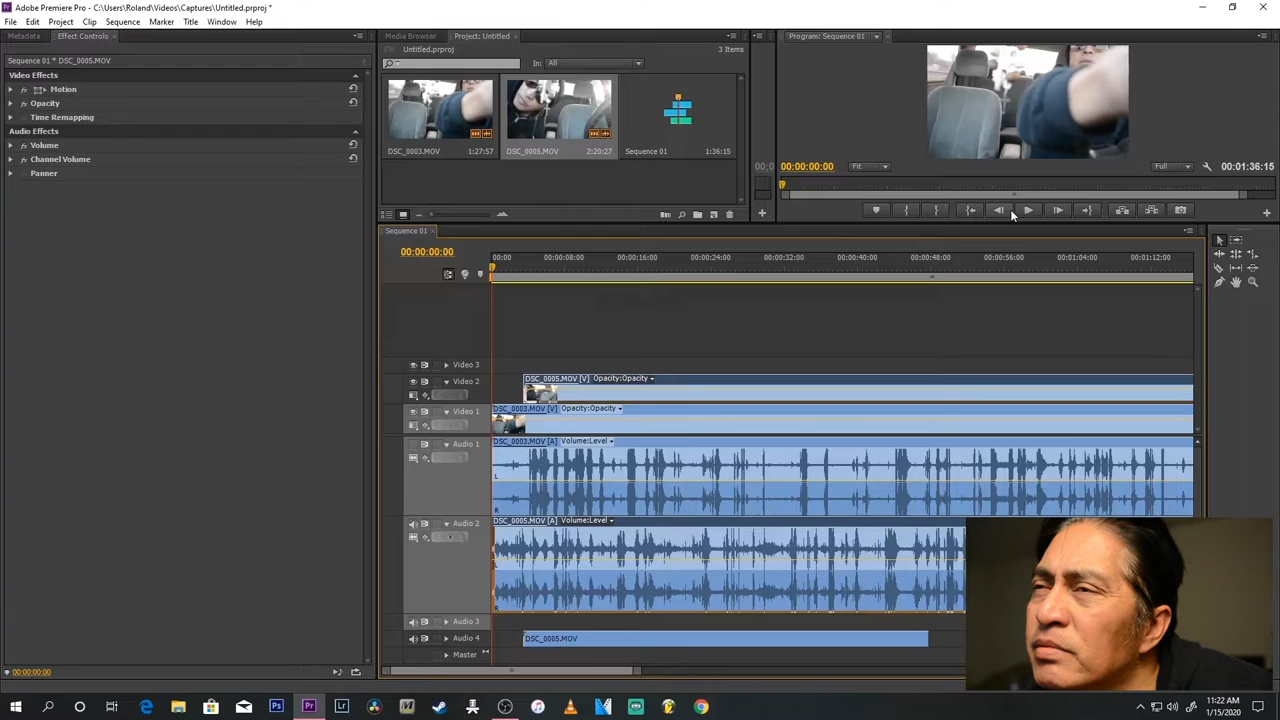 Adobe Premiere Pro - C:\Users\Roland\Videos\Captures\Untitled.prproj *
File Edit Project Clip Sequence Marker Title Window Help
Metadata Effect Controls
Sequence 01 * DSC_0005.MOV
Video Effects
fx Motion
fx Opacity
Time Remapping
Audio Effects
fx Volume
fx Channel Volume
Panner
00:00:00:00
Media Browser Project: Untitled
Untitled.prproj 3 Items
In: All
DSC_0003.MOV 1:27:57
DSC_0005.MOV 2:20:27
Sequence 01 1:36:15
Program: Sequence 01
00;0
00:00:00:00 Fit Full 00:01:36:15
Sequence 01
00:00:00:00
00:00 00:00:08:00 00:00:16:00 00:00:24:00 00:00:32:00 00:00:40:00 00:00:48:00 00:00:56:00 00:01:04:00 00:01:12:00
Video 3
Video 2
DSC_0005.MOV [V] Opacity:Opacity
Video 1
DSC_0003.MOV [V] Opacity:Opacity
Audio 1
DSC_0003.MOV [A] Volume:Level
L
R
Audio 2
DSC_0005.MOV [A] Volume:Level
L
R
Audio 3
Audio 4
DSC_0005.MOV
Master
11:22 AM
1/15/2020